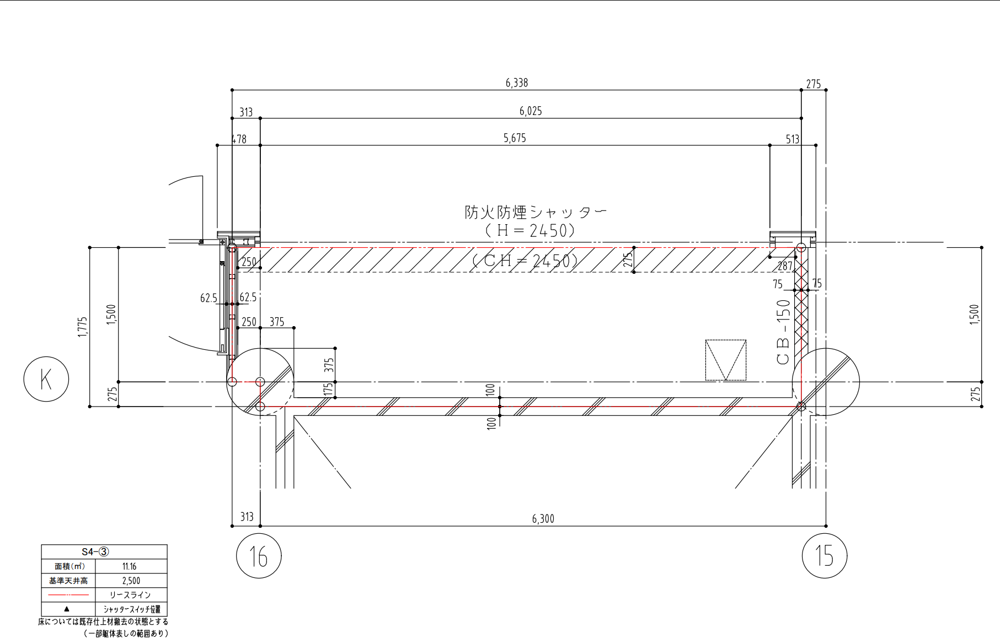 6,338
275
313
6,025
478
5,675
513
防火防煙シャッター
(H=2450)
(CH=2450)
250
275
287
75
75
62.5
62.5
1,500
1,775
1,500
CB-150
250
375
375
K
175
100
275
275
100
313
6,300
16
15
S4-③
面積(㎡) 11.16
基準天井高 2,500
リースライン
▲ シャッタースイッチ位置
床については既存仕上材撤去の状態とする
(一部躯体表しの範囲あり)